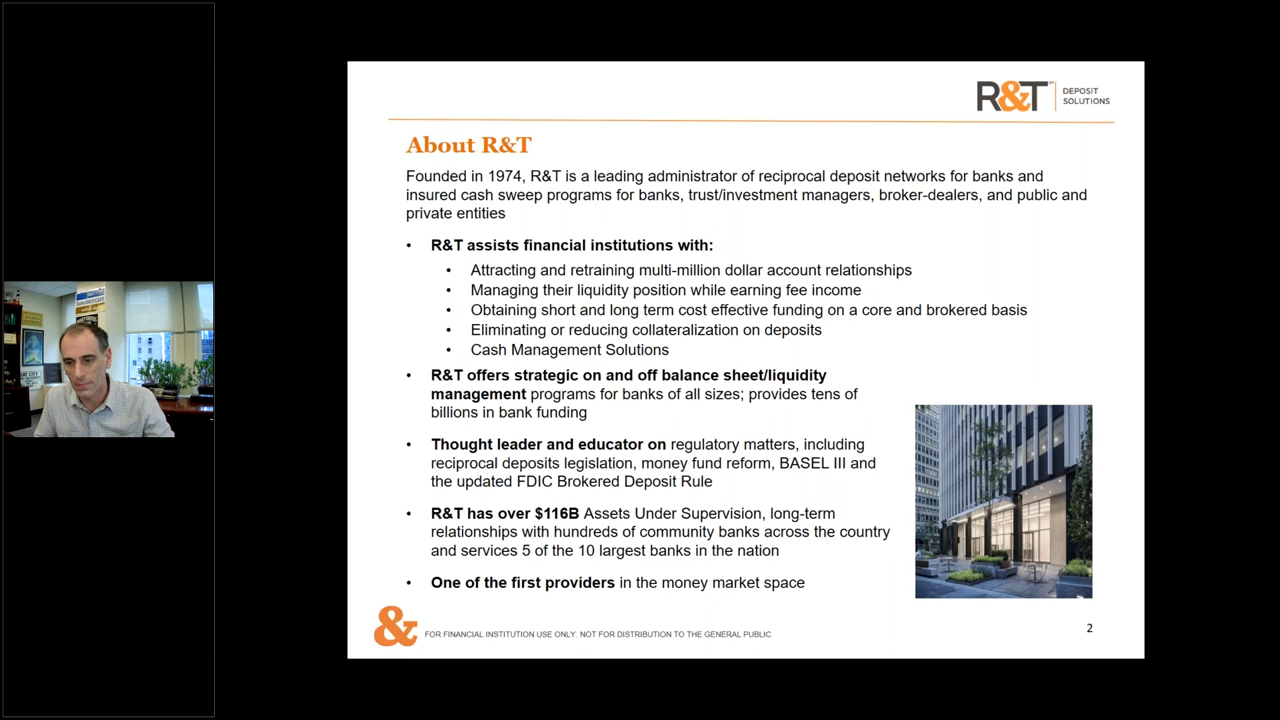 R&T
DEPOSIT
SOLUTIONS
About R&T
Founded in 1974, R&T is a leading administrator of reciprocal deposit networks for banks and
insured cash sweep programs for banks, trust/investment managers, broker-dealers, and public and
private entities
• R&T assists financial institutions with:
• Attracting and retraining multi-million dollar account relationships
• Managing their liquidity position while earning fee income
• Obtaining short and long term cost effective funding on a core and brokered basis
• Eliminating or reducing collateralization on deposits
• Cash Management Solutions
• R&T offers strategic on and off balance sheet/liquidity
management programs for banks of all sizes; provides tens of
billions in bank funding
• Thought leader and educator on regulatory matters, including
reciprocal deposits legislation, money fund reform, BASEL III and
the updated FDIC Brokered Deposit Rule
• R&T has over $116B Assets Under Supervision, long-term
relationships with hundreds of community banks across the country
and services 5 of the 10 largest banks in the nation
• One of the first providers in the money market space
&
FOR FINANCIAL INSTITUTION USE ONLY. NOT FOR DISTRIBUTION TO THE GENERAL PUBLIC
2